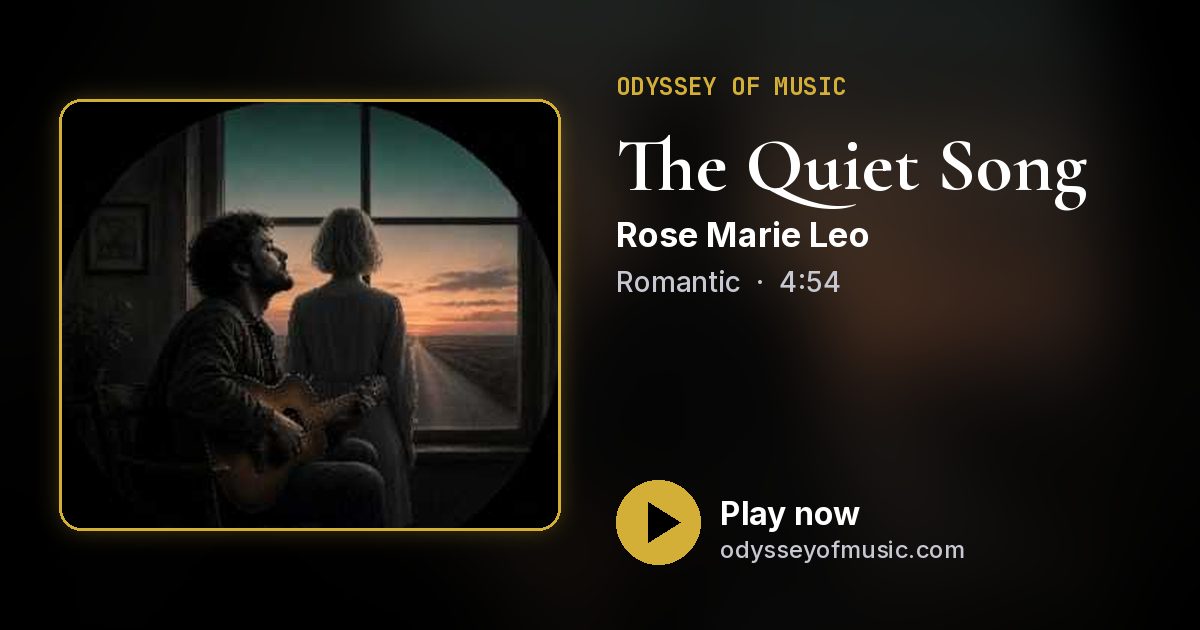 ODYSSEY OF MUSIC
The Quiet Song
Rose Marie Leo
Romantic · 4:54
Play now
odysseyofmusic.com